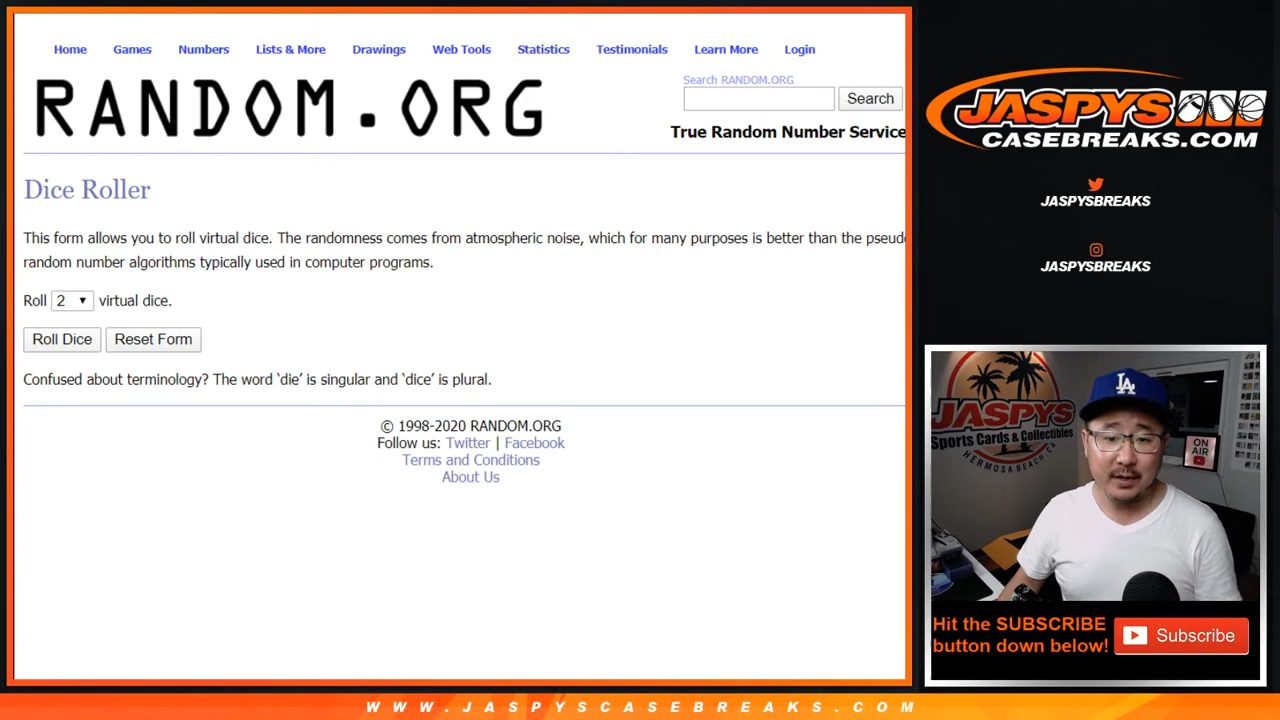 Home Games Numbers Lists & More Drawings Web Tools Statistics Testimonials Learn More Login
RANDOM.ORG
Search RANDOM.ORG
Search
True Random Number Service
Dice Roller
This form allows you to roll virtual dice. The randomness comes from atmospheric noise, which for many purposes is better than the pseudo
random number algorithms typically used in computer programs.
Roll 2 virtual dice.
Roll Dice Reset Form
Confused about terminology? The word ‘die’ is singular and ‘dice’ is plural.
© 1998-2020 RANDOM.ORG
Follow us: Twitter | Facebook
Terms and Conditions
About Us
JASPYS
CASEBREAKS.COM
JASPYSBREAKS
JASPYSBREAKS
JASPYS
Sports Cards & Collectibles
HERMOSA BEACH, CA
LA
ON
AIR
Hit the SUBSCRIBE
button down below!
Subscribe
WWW.JASPYSCASEBREAKS.COM